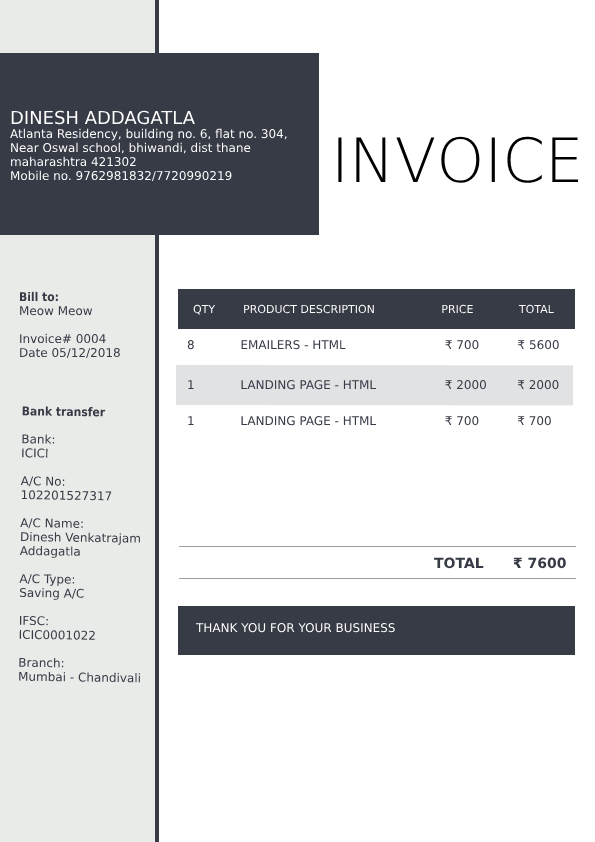 DINESH ADDAGATLA
Atlanta Residency, building no. 6, flat no. 304,
Near Oswal school, bhiwandi, dist thane
maharashtra 421302
Mobile no. 9762981832/7720990219
INVOICE
Bill to:
Meow Meow
Invoice# 0004
Date 05/12/2018
Bank transfer
Bank:
ICICI
A/C No:
102201527317
A/C Name:
Dinesh Venkatrajam
Addagatla
A/C Type:
Saving A/C
IFSC:
ICIC0001022
Branch:
Mumbai - Chandivali
QTY PRODUCT DESCRIPTION PRICE TOTAL
8 EMAILERS - HTML ₹ 700 ₹ 5600
1 LANDING PAGE - HTML ₹ 2000 ₹ 2000
1 LANDING PAGE - HTML ₹ 700 ₹ 700
TOTAL ₹ 7600
THANK YOU FOR YOUR BUSINESS